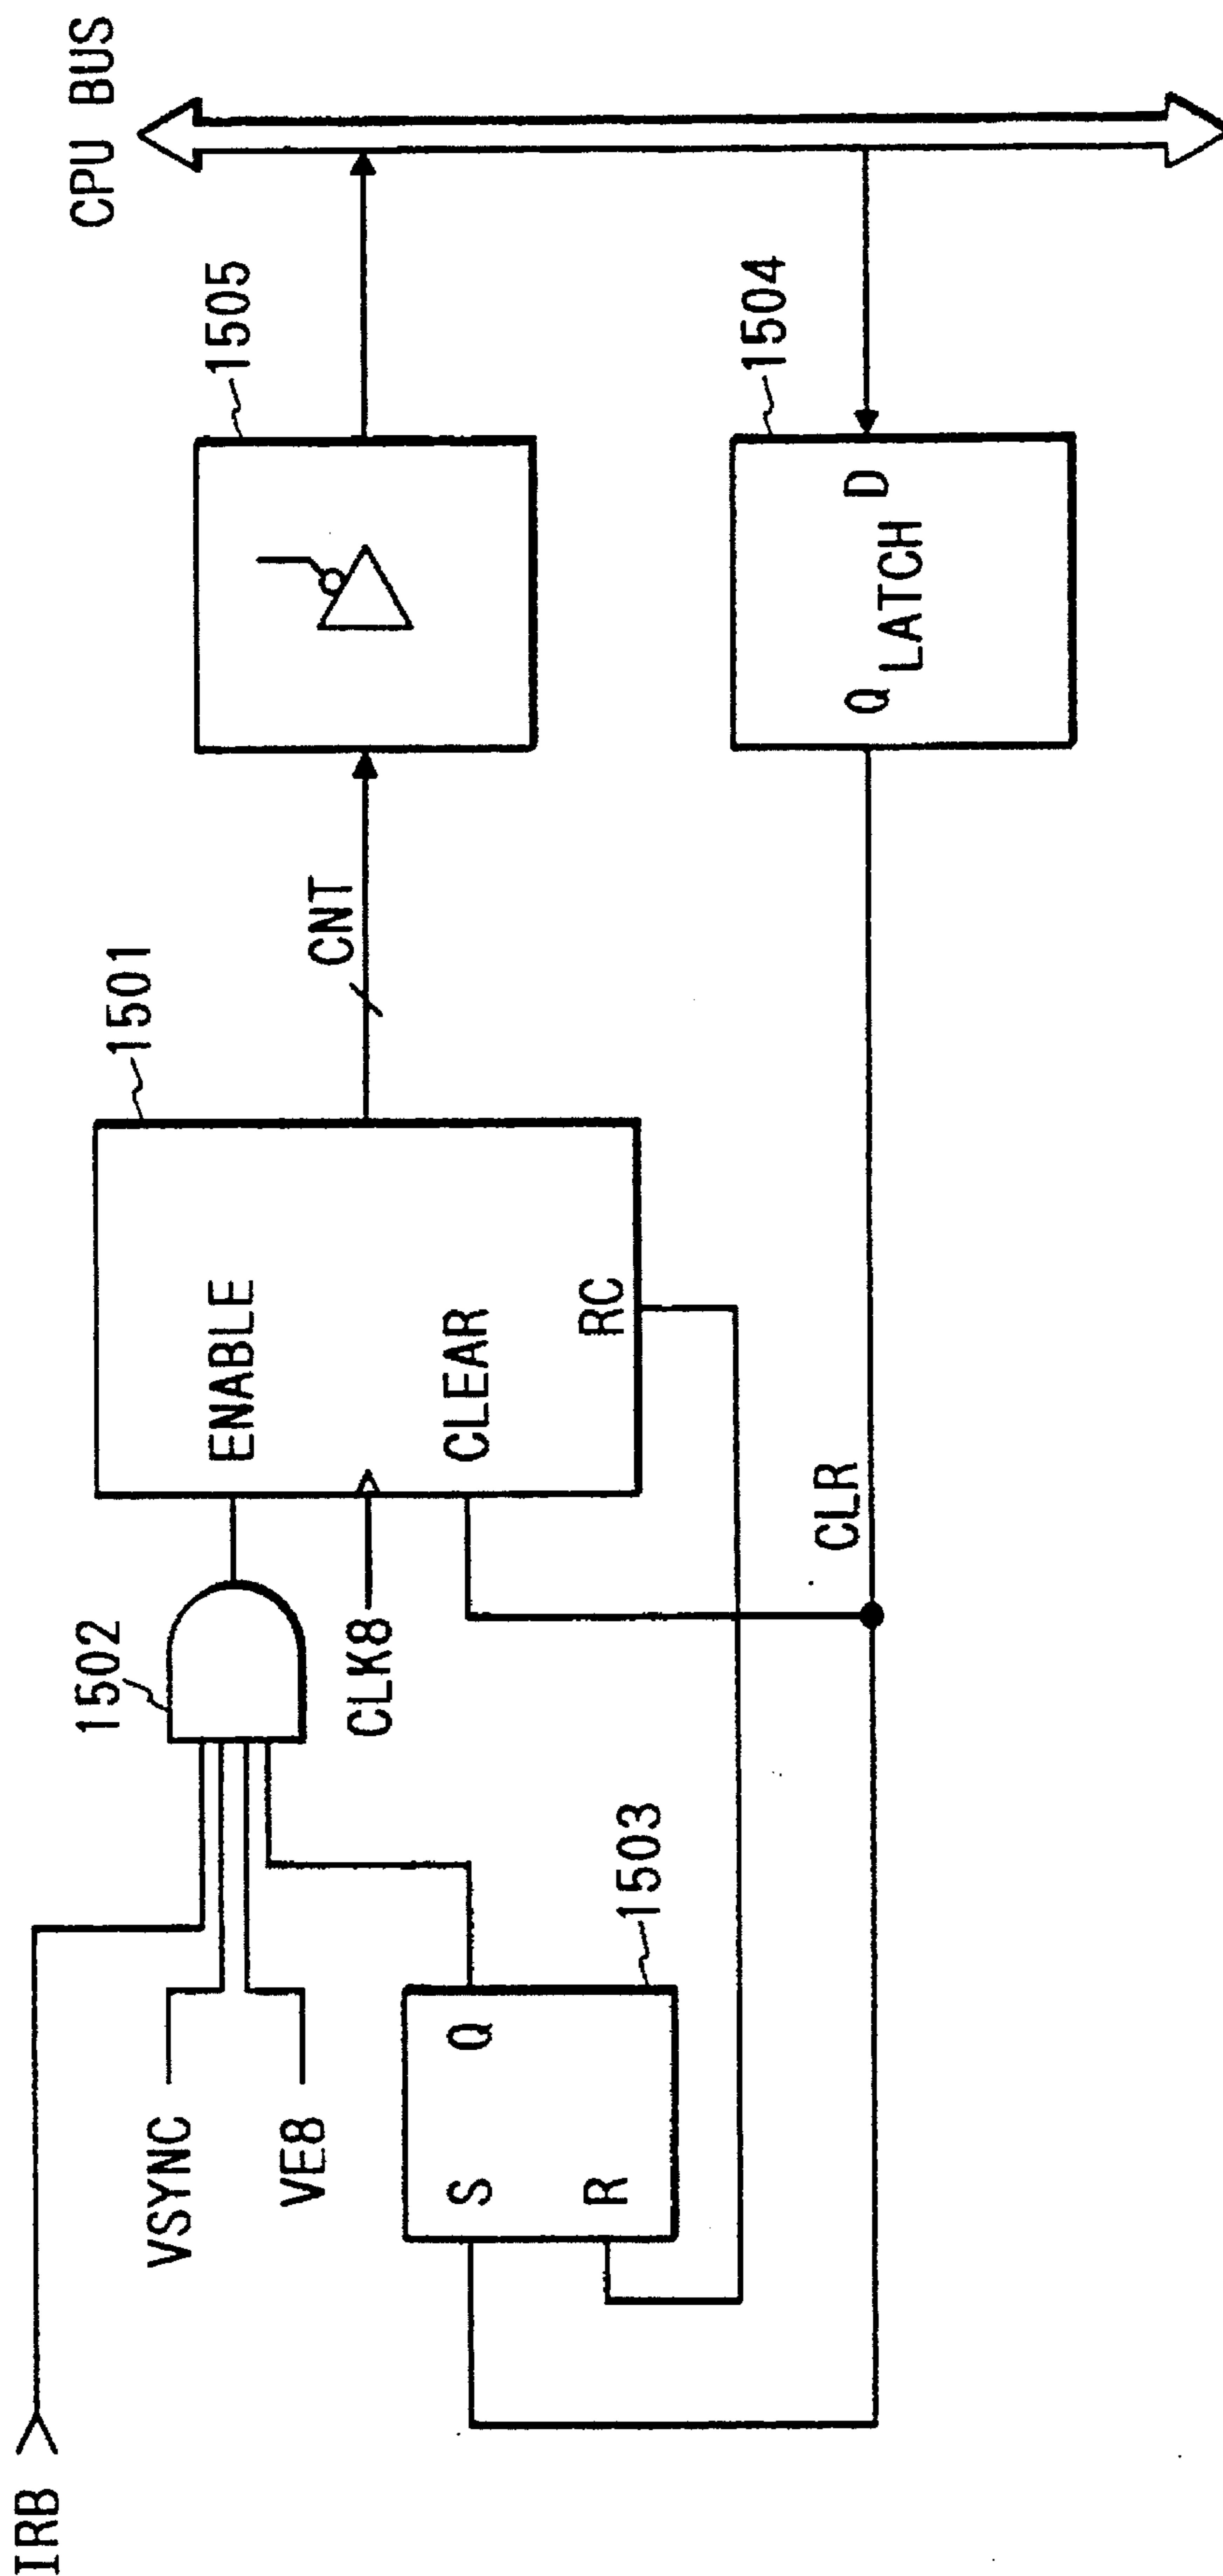 IRB
VSYNC
VE8
1502
S
Q
R
1503
CLK8
ENABLE
CLEAR
RC
1501
CNT
CLR
1505
Q
D
LATCH
1504
CPU BUS